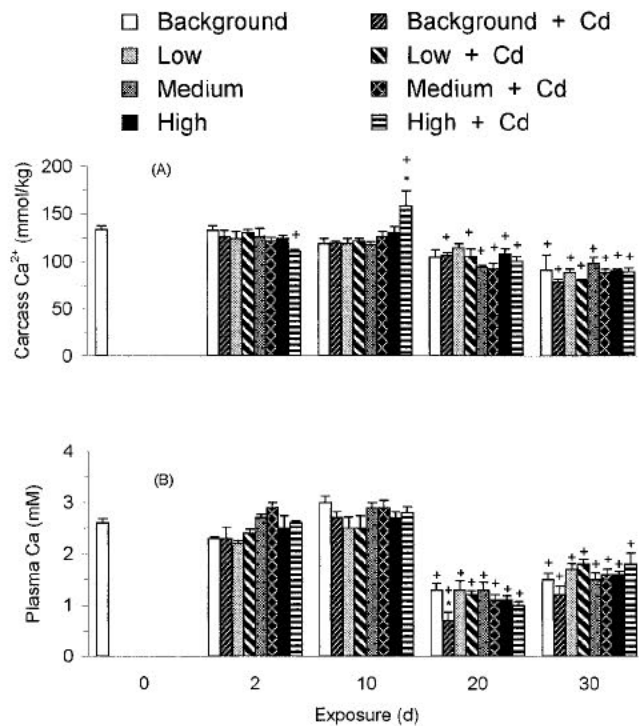 Background
Background + Cd
Low
Low + Cd
Medium
Medium + Cd
High
High + Cd
200
(A)
+
*
150
Carcass Ca²⁺ (mmol/kg)
+
100
+ + + + + +
+ + + + + + + +
50
0
4
(B)
3
Plasma Ca (mM)
2
+ * + + + + + + +
+ + + + + + + +
1
0
0 2 10 20 30
Exposure (d)